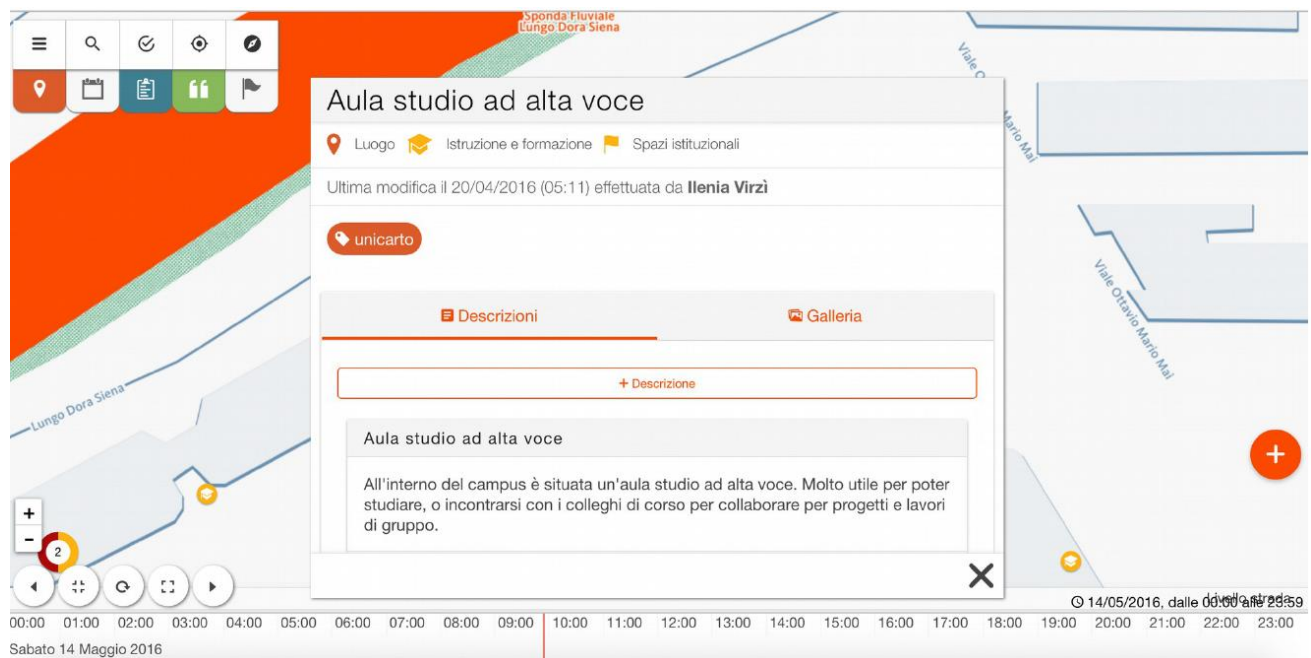 Sponda Fluviale
Lungo Dora Siena
Aula studio ad alta voce
Luogo Istruzione e formazione Spazi istituzionali
Ultima modifica il 20/04/2016 (05:11) effettuata da Ilenia Virzì
unicarto
Descrizioni Galleria
+ Descrizione
Aula studio ad alta voce
All'interno del campus è situata un'aula studio ad alta voce. Molto utile per poter
studiare, o incontrarsi con i colleghi di corso per collaborare per progetti e lavori
di gruppo.
Viale O
Mario Mai
Viale Ottavio Mario Mai
Lungo Dora Siena
+
-
2
+
Livello strada
14/05/2016, dalle 00:00 alle 23:59
00:00 01:00 02:00 03:00 04:00 05:00 06:00 07:00 08:00 09:00 10:00 11:00 12:00 13:00 14:00 15:00 16:00 17:00 18:00 19:00 20:00 21:00 22:00 23:00
Sabato 14 Maggio 2016